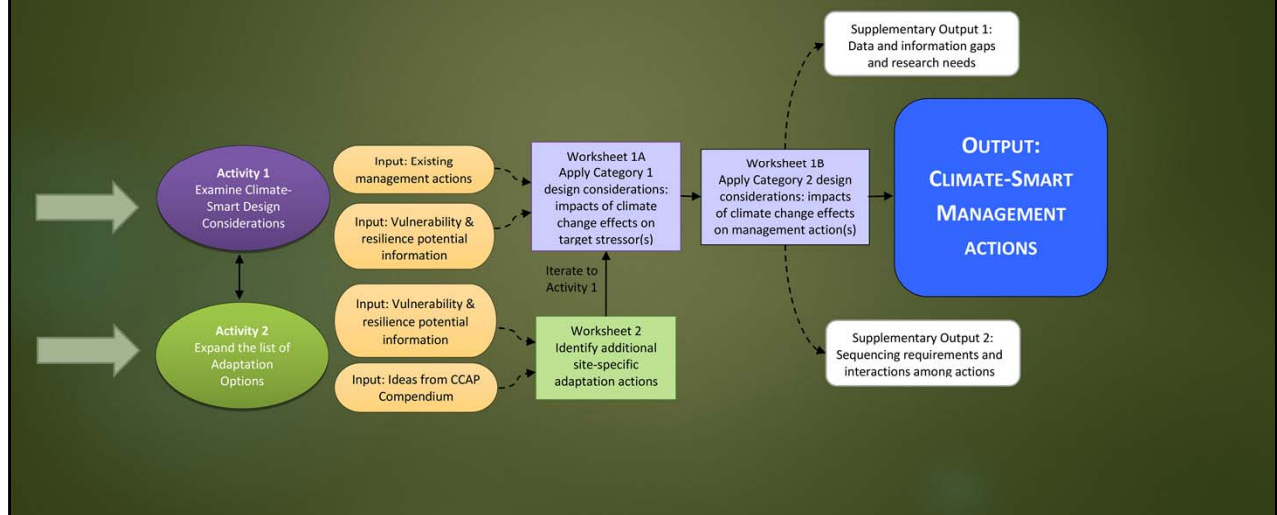 Supplementary Output 1:
Data and information gaps
and research needs
Activity 1
Examine Climate-
Smart Design
Considerations
Input: Existing
management actions
Input: Vulnerability &
resilience potential
information
Worksheet 1A
Apply Category 1
design considerations:
impacts of climate
change effects on
target stressor(s)
Worksheet 1B
Apply Category 2 design
considerations: impacts
of climate change effects
on management action(s)
OUTPUT:
CLIMATE-SMART
MANAGEMENT
ACTIONS
Iterate to
Activity 1
Activity 2
Expand the list of
Adaptation
Options
Input: Vulnerability &
resilience potential
information
Input: Ideas from CCAP
Compendium
Worksheet 2
Identify additional
site-specific
adaptation actions
Supplementary Output 2:
Sequencing requirements and
interactions among actions